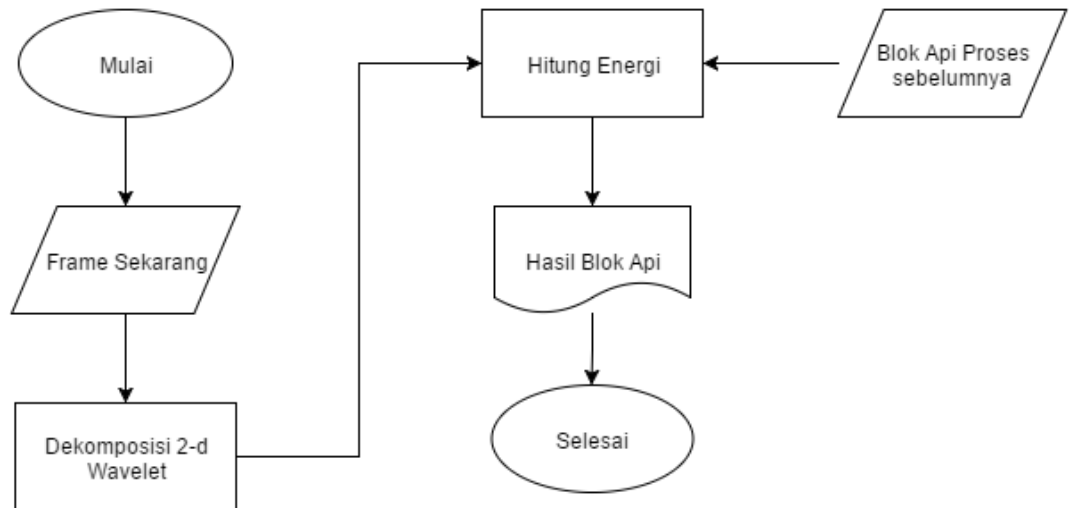 Mulai
Frame Sekarang
Dekomposisi 2-d
Wavelet
Hitung Energi
Blok Api Proses
sebelumnya
Hasil Blok Api
Selesai